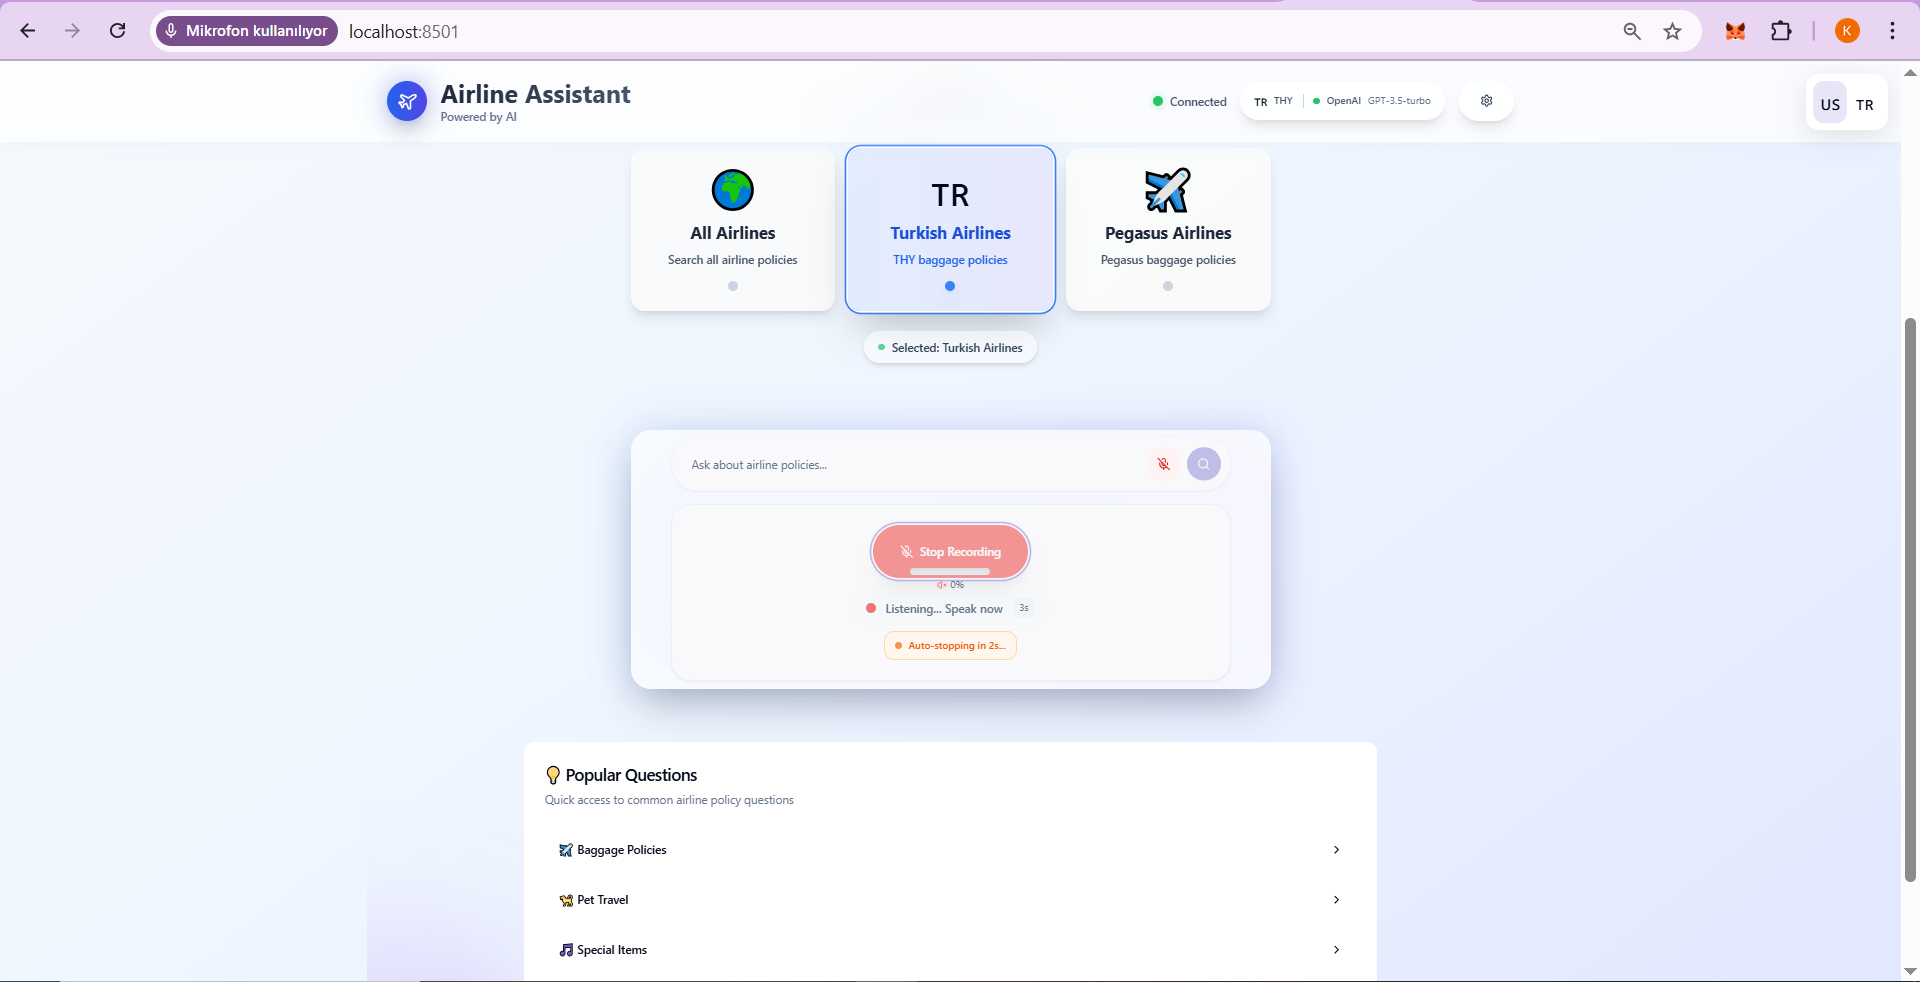 Mikrofon kullanılıyor
localhost:8501
K
Airline Assistant
Powered by AI
Connected
TR THY
OpenAI GPT-3.5-turbo
US TR
All Airlines
Search all airline policies
TR
Turkish Airlines
THY baggage policies
Pegasus Airlines
Pegasus baggage policies
Selected: Turkish Airlines
Ask about airline policies...
Stop Recording
0%
Listening... Speak now 3s
Auto-stopping in 2s...
Popular Questions
Quick access to common airline policy questions
Baggage Policies
Pet Travel
Special Items